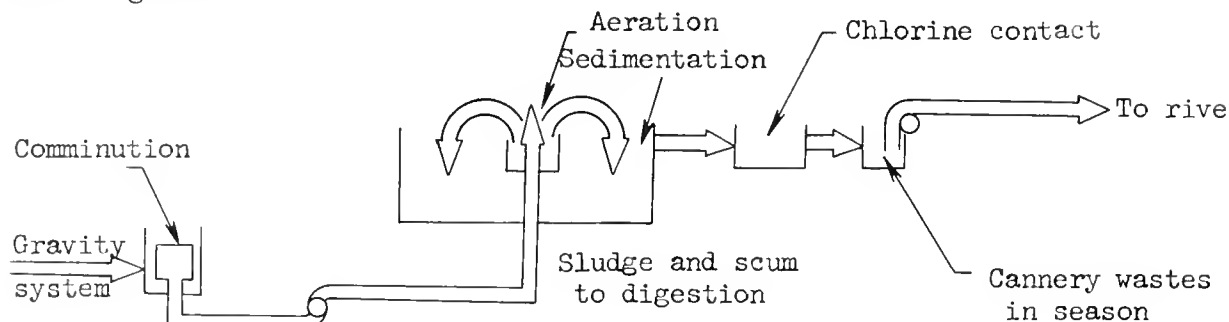 Aeration
Sedimentation
Chlorine contact
To rive
Comminution
Gravity
system
Sludge and scum
to digestion
Cannery wastes
in season